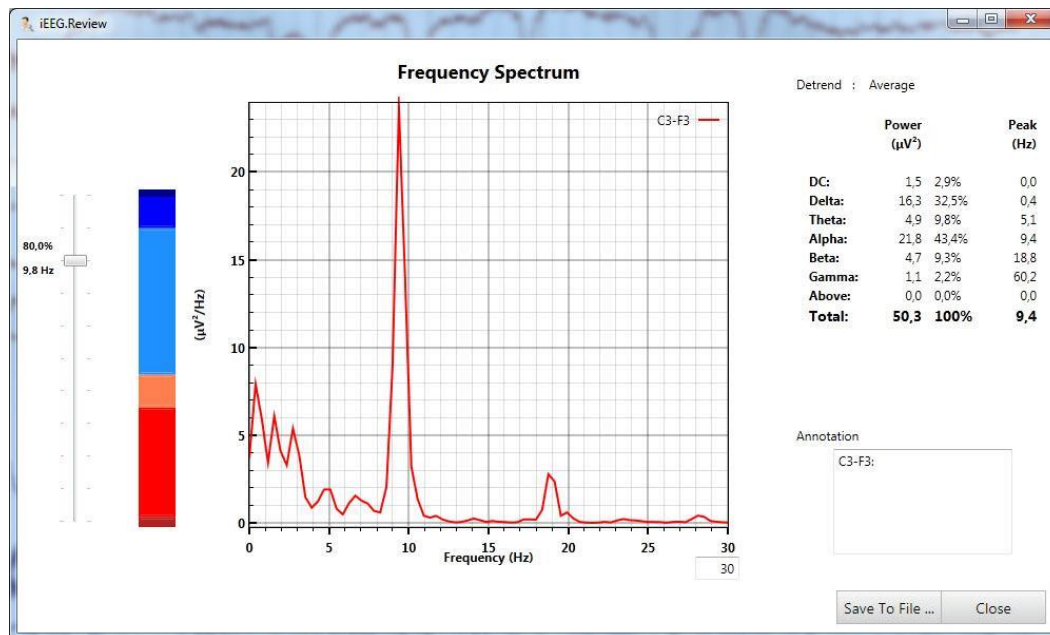 iEEG.Review
Frequency Spectrum
Detrend : Average
C3-F3
Power Peak
(µV²) (Hz)
DC: 1,5 2,9% 0,0
Delta: 16,3 32,5% 0,4
Theta: 4,9 9,8% 5,1
Alpha: 21,8 43,4% 9,4
Beta: 4,7 9,3% 18,8
Gamma: 1,1 2,2% 60,2
Above: 0,0 0,0% 0,0
Total: 50,3 100% 9,4
80,0%
9,8 Hz
(µV²/Hz)
20
15
10
5
0
0 5 10 15 20 25 30
Frequency (Hz)
30
Annotation
C3-F3:
Save To File ... Close